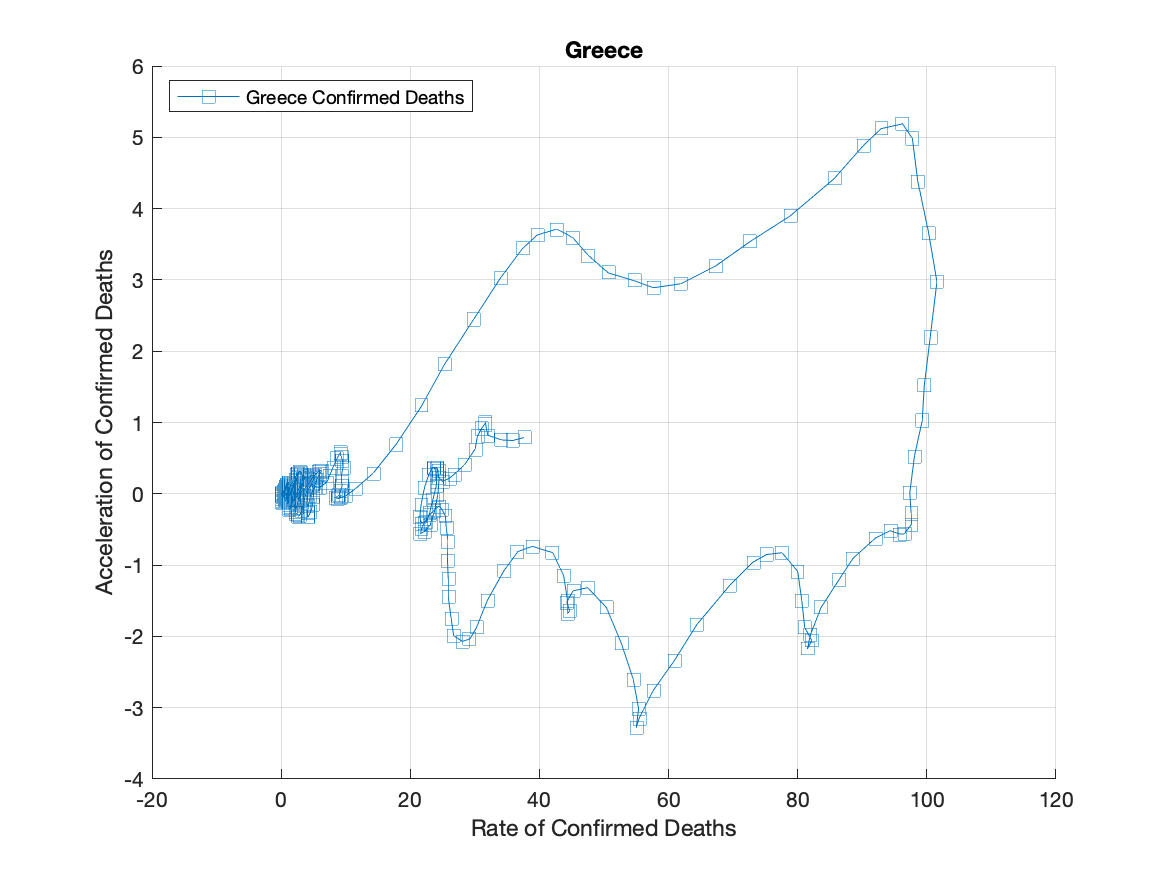 Greece
Greece Confirmed Deaths
6
5
4
3
2
1
0
-1
-2
-3
-4
Acceleration of Confirmed Deaths
-20 0 20 40 60 80 100 120
Rate of Confirmed Deaths